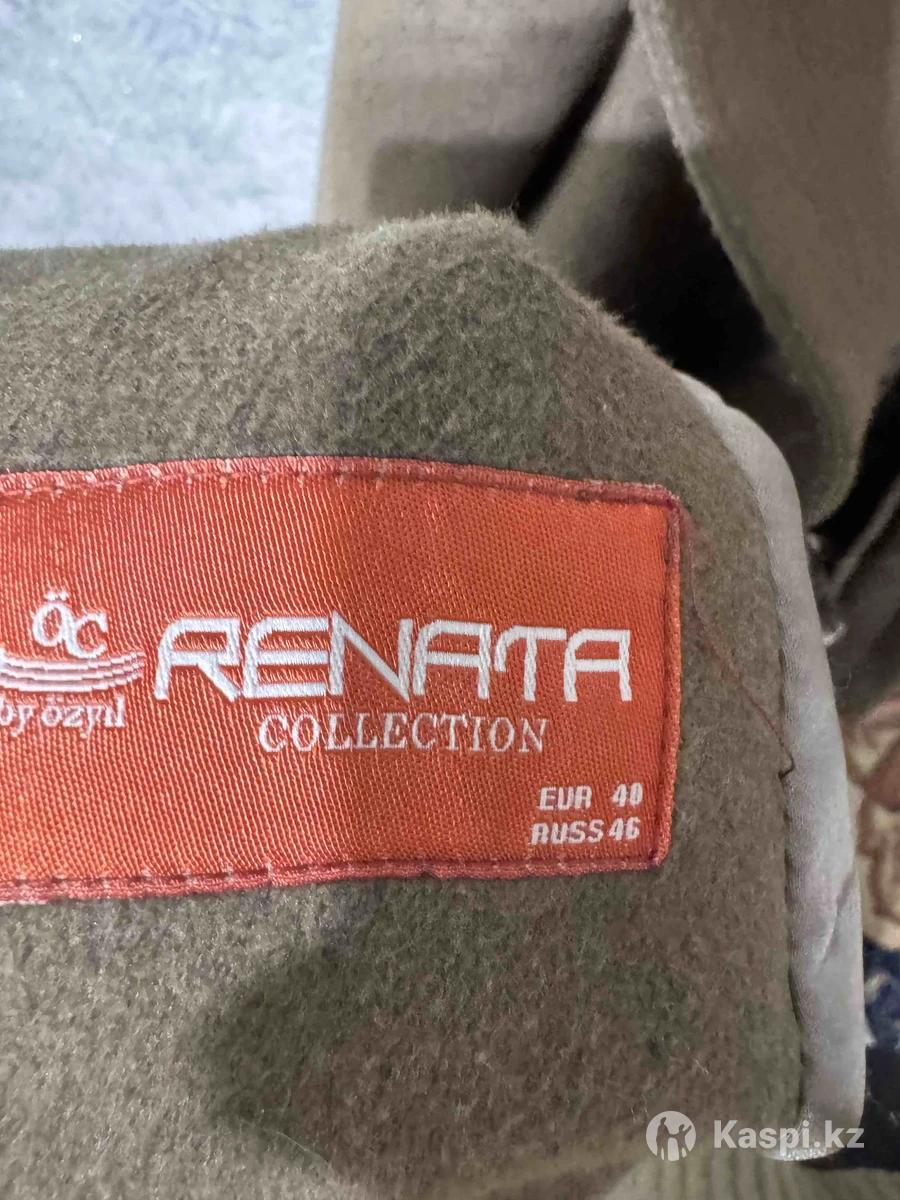 ÖC
by özyıl
RENATA
COLLECTION
EUR 40
RUSS 46
Kaspi.kz